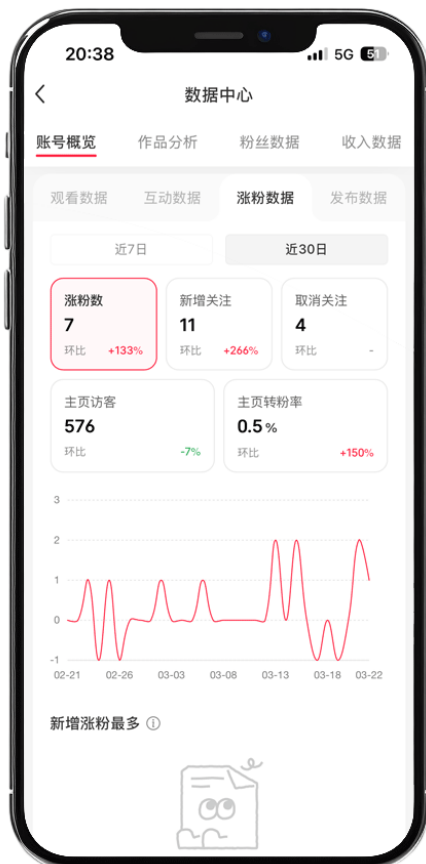 20:38 5G 51
数据中心
账号概览 作品分析 粉丝数据 收入数据
观看数据 互动数据 涨粉数据 发布数据
近7日 近30日
涨粉数 新增关注 取消关注
7 11 4
环比 +133% 环比 +266% 环比 -
主页访客 主页转粉率
576 0.5%
环比 -7% 环比 +150%
3
2
1
0
-1
02-21 02-26 03-03 03-08 03-13 03-18 03-22
新增涨粉最多